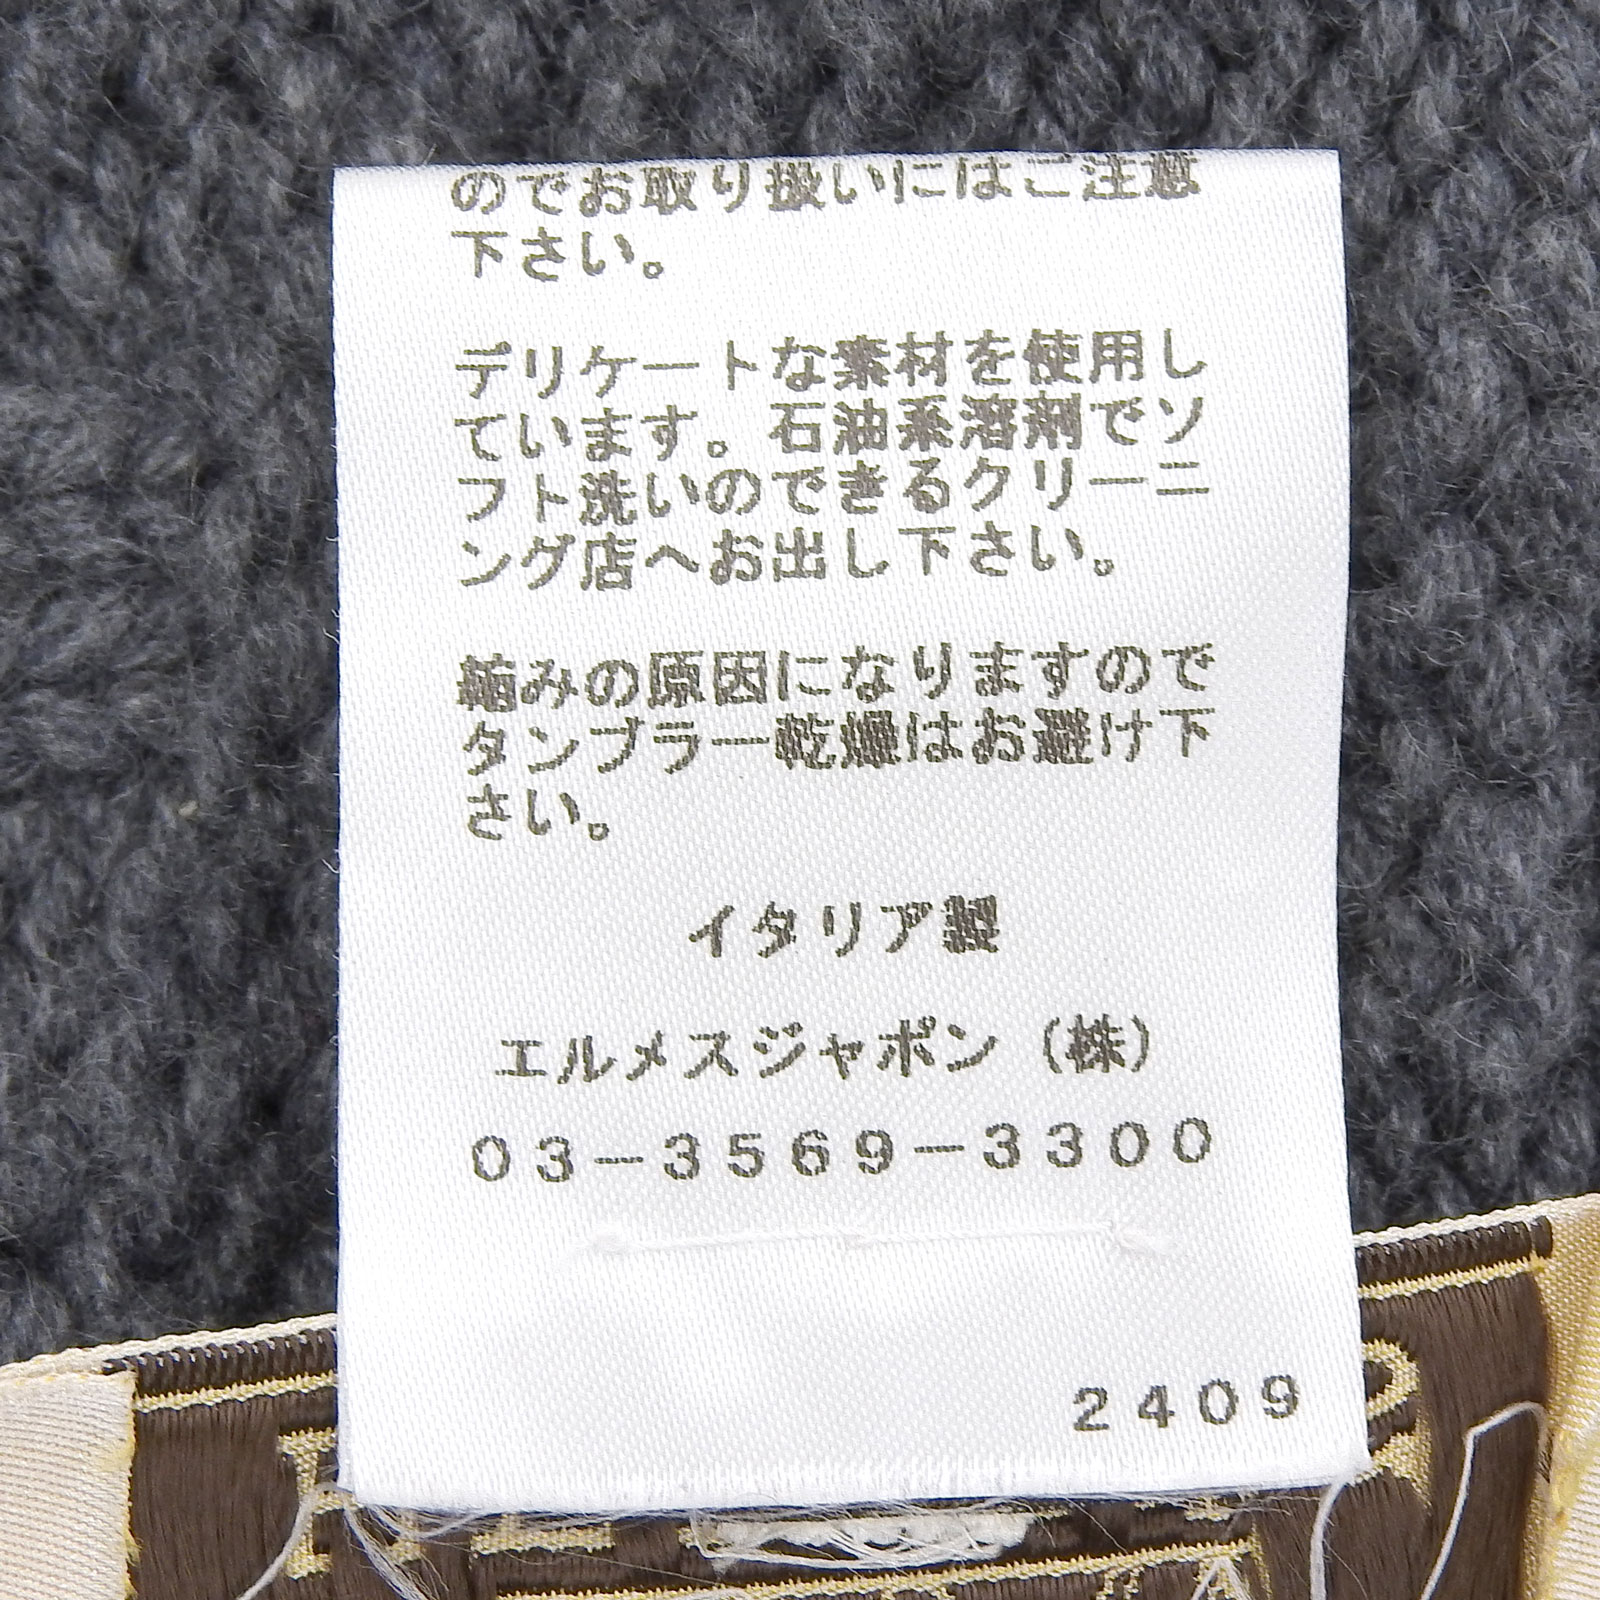 のでお取り扱いにはご注意
下さい。
デリケートな素材を使用し
ています。石油系溶剤でソ
フト洗いのできるクリーニ
ング店へお出し下さい。
縮みの原因になりますので
タンブラー乾燥はお避け下
さい。
イタリア製
エルメスジャポン（株）
03-3569-3300
2409